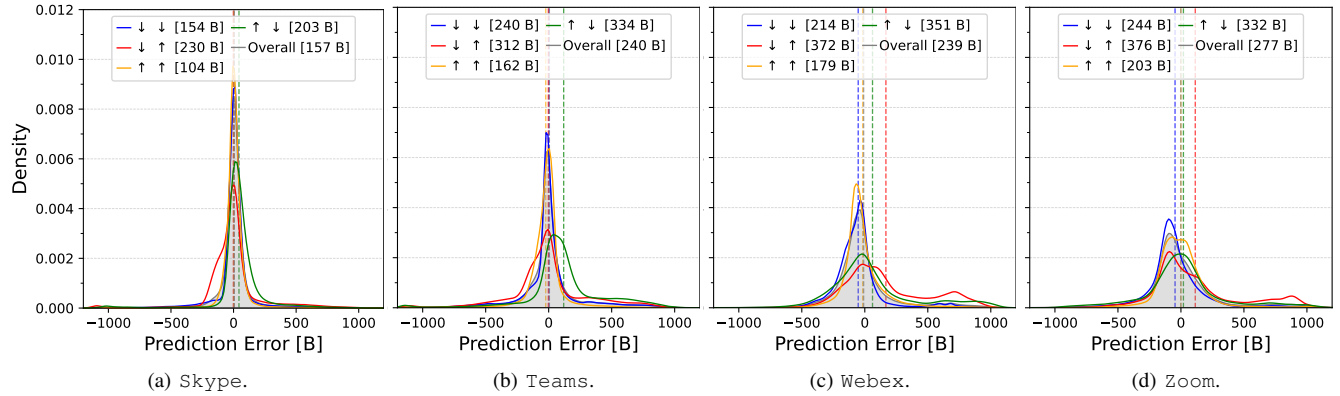 0.012
0.010
0.008
0.006
0.004
0.002
0.000
Density
↓ ↓ [154 B] ↑ ↓ [203 B]
↓ ↑ [230 B] Overall [157 B]
↑ ↑ [104 B]
−1000 −500 0 500 1000
Prediction Error [B]
(a) Skype.
↓ ↓ [240 B] ↑ ↓ [334 B]
↓ ↑ [312 B] Overall [240 B]
↑ ↑ [162 B]
−1000 −500 0 500 1000
Prediction Error [B]
(b) Teams.
↓ ↓ [214 B] ↑ ↓ [351 B]
↓ ↑ [372 B] Overall [239 B]
↑ ↑ [179 B]
−1000 −500 0 500 1000
Prediction Error [B]
(c) Webex.
↓ ↓ [244 B] ↑ ↓ [332 B]
↓ ↑ [376 B] Overall [277 B]
↑ ↑ [203 B]
−1000 −500 0 500 1000
Prediction Error [B]
(d) Zoom.